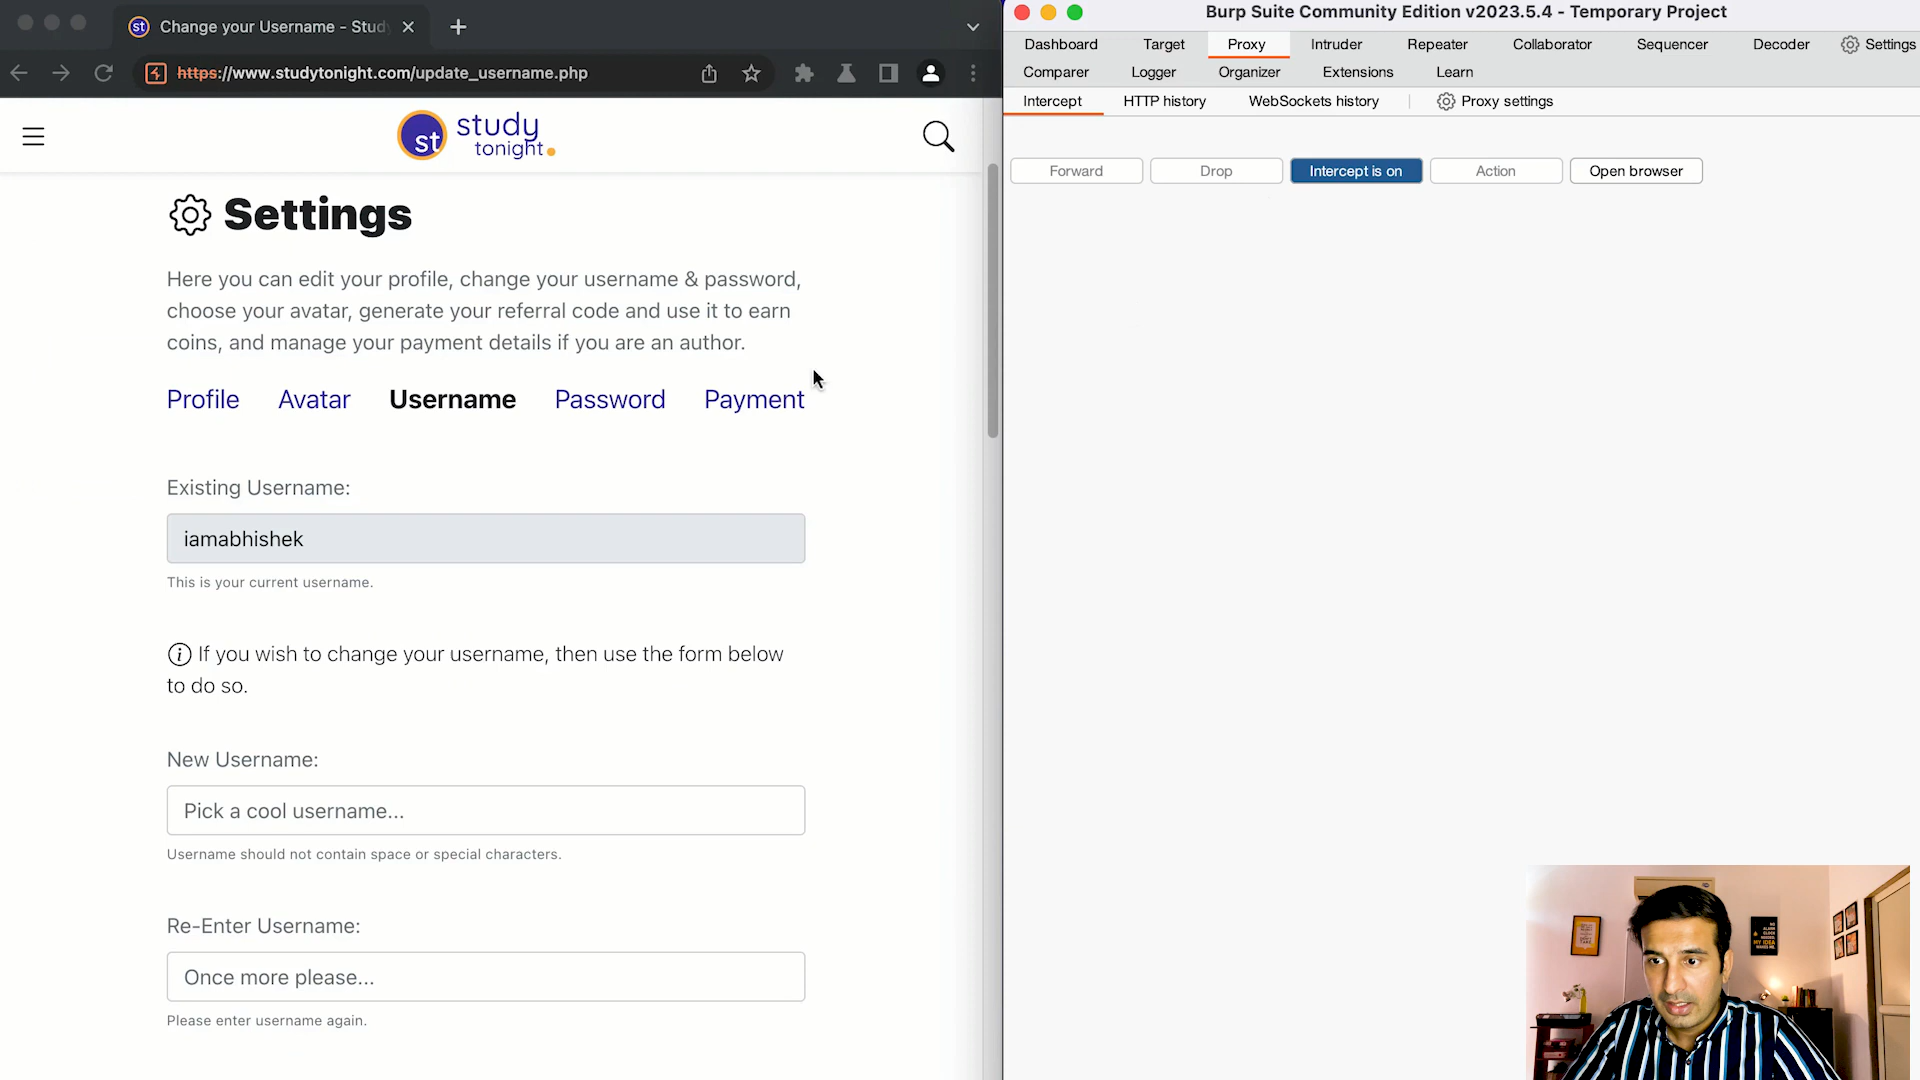 Change your Username - Stud
https://www.studytonight.com/update_username.php
st study
tonight
Settings
Here you can edit your profile, change your username & password,
choose your avatar, generate your referral code and use it to earn
coins, and manage your payment details if you are an author.
Profile Avatar Username Password Payment
Existing Username:
iamabhishek
This is your current username.
If you wish to change your username, then use the form below
to do so.
New Username:
Pick a cool username...
Username should not contain space or special characters.
Re-Enter Username:
Once more please...
Please enter username again.
Burp Suite Community Edition v2023.5.4 - Temporary Project
Dashboard Target Proxy Intruder Repeater Collaborator Sequencer Decoder Settings
Comparer Logger Organizer Extensions Learn
Intercept HTTP history WebSockets history Proxy settings
Forward Drop Intercept is on Action Open browser